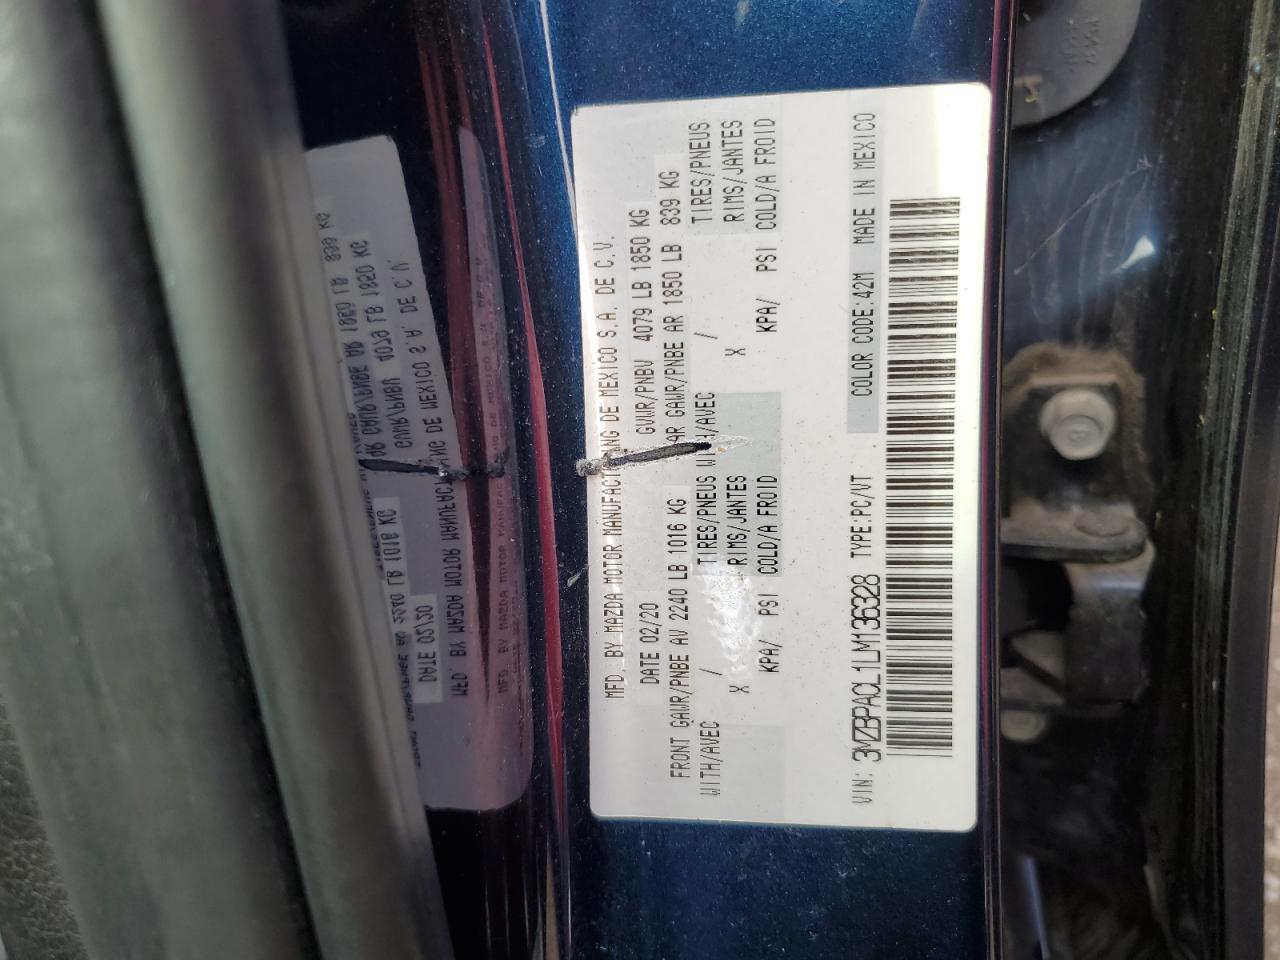 MFD. BY MAZDA MOTOR MANUFACTURING DE MEXICO S.A. DE C.V.
DATE 02/20 GVWR/PNBV 4079 LB 1850 KG
FRONT GAWR/PNBE AV 2240 LB 1016 KG RR GAWR/PNBE AR 1850 LB 839 KG
WITH/AVEC / TIRES/PNEUS WITH/AVEC / TIRES/PNEUS
X RIMS/JANTES X RIMS/JANTES
KPA/ PSI COLD/A FROID KPA/ PSI COLD/A FROID
VIN: 3MZBPACL1LM136328 TYPE:PC/VT COLOR CODE:42M MADE IN MEXICO